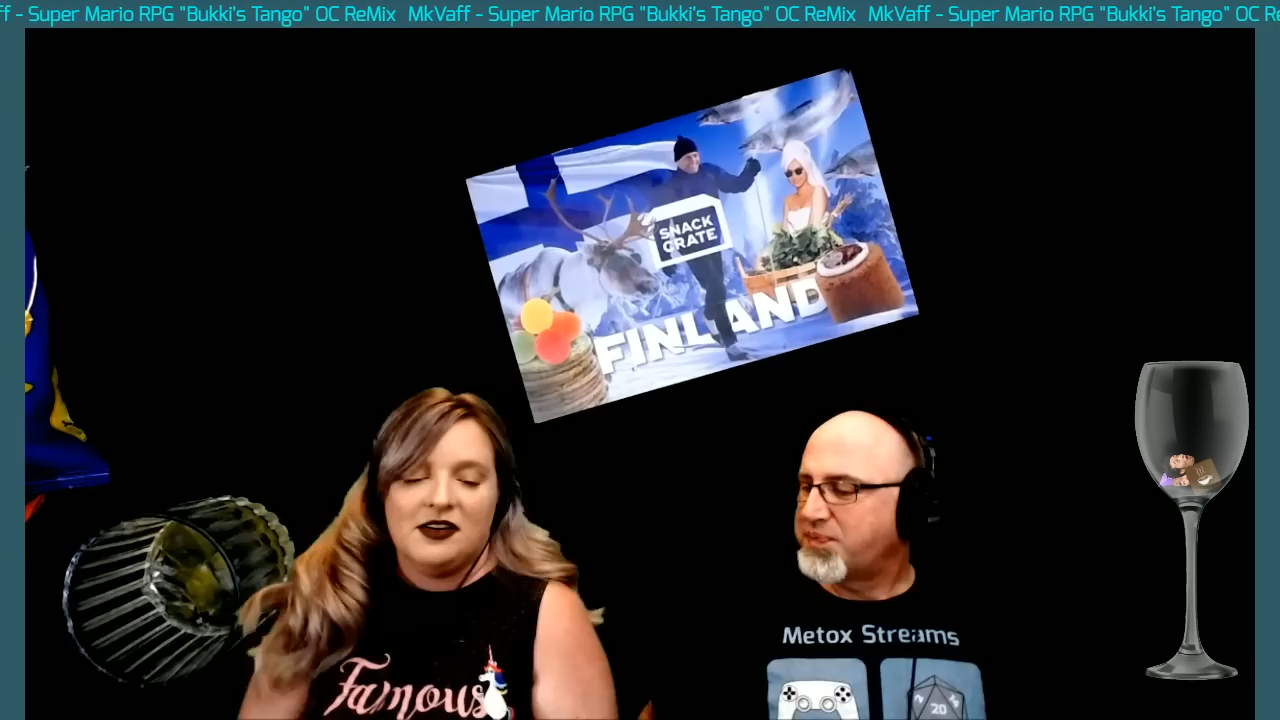 ff - Super Mario RPG "Bukki's Tango" OC ReMix MkVaff - Super Mario RPG "Bukki's Tango" OC ReMix MkVaff - Super Mario RPG "Bukki's Tango" OC Re
SNACK
CRATE
FINLAND
Metox Streams
Famous
20